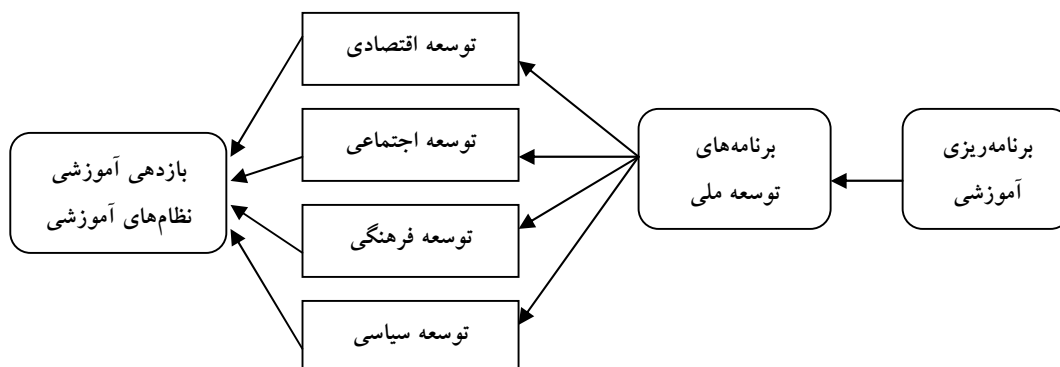 برنامه‌ریزی
آموزشی
برنامه‌های
توسعه ملی
توسعه اقتصادی
توسعه اجتماعی
توسعه فرهنگی
توسعه سیاسی
بازدهی آموزشی
نظام‌های آموزشی